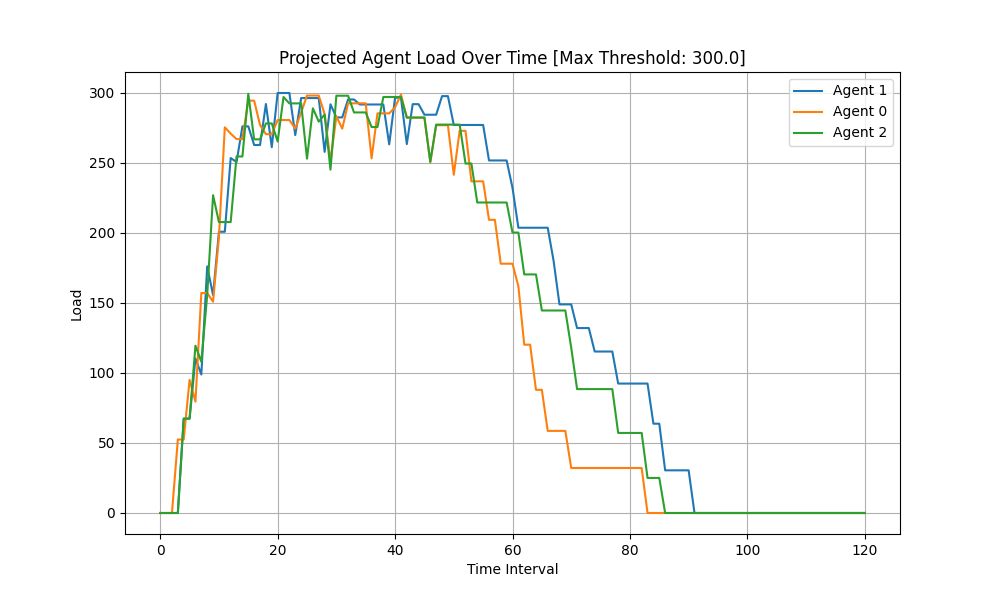 Projected Agent Load Over Time [Max Threshold: 300.0]
Agent 1
Agent 0
Agent 2
Load
300
250
200
150
100
50
0
0 20 40 60 80 100 120
Time Interval